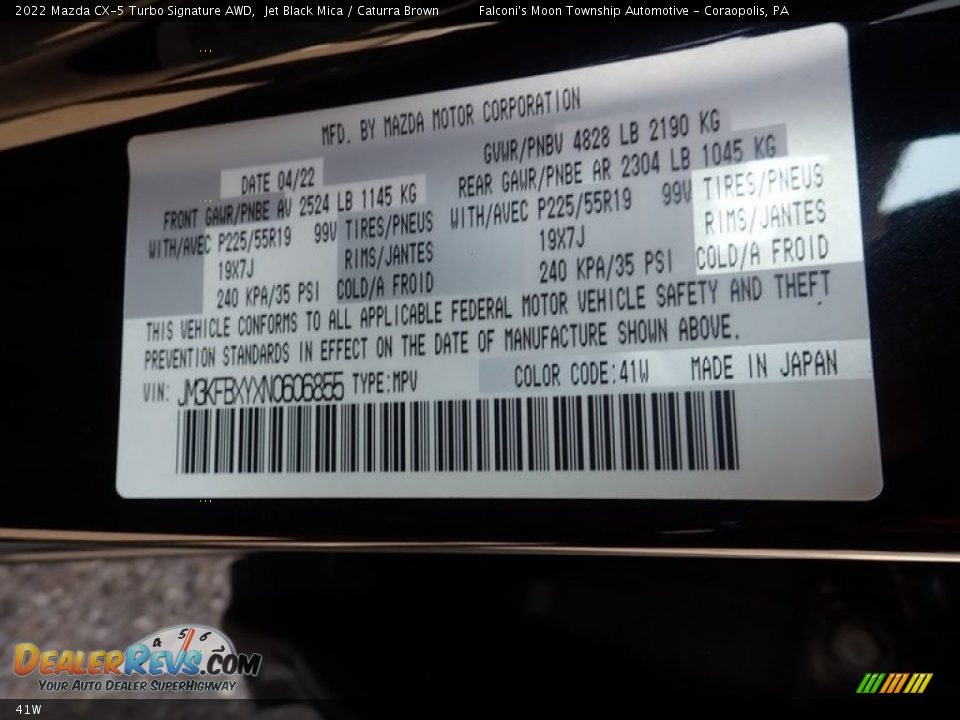 2022 Mazda CX-5 Turbo Signature AWD, Jet Black Mica / Caturra Brown Falconi's Moon Township Automotive - Coraopolis, PA
MFD. BY MAZDA MOTOR CORPORATION
DATE 04/22 GVWR/PNBV 4828 LB 2190 KG
FRONT GAWR/PNBE AV 2524 LB 1145 KG REAR GAWR/PNBE AR 2304 LB 1045 KG
WITH/AVEC P225/55R19 99V TIRES/PNEUS WITH/AVEC P225/55R19 99V TIRES/PNEUS
19X7J RIMS/JANTES 19X7J RIMS/JANTES
240 KPA/35 PSI COLD/A FROID 240 KPA/35 PSI COLD/A FROID
THIS VEHICLE CONFORMS TO ALL APPLICABLE FEDERAL MOTOR VEHICLE SAFETY AND THEFT
PREVENTION STANDARDS IN EFFECT ON THE DATE OF MANUFACTURE SHOWN ABOVE.
VIN: JM3KFBXYXN0606855 TYPE:MPV COLOR CODE:41W MADE IN JAPAN
4 5 6 7
DEALERREVS.COM
YOUR AUTO DEALER SUPERHIGHWAY
41W